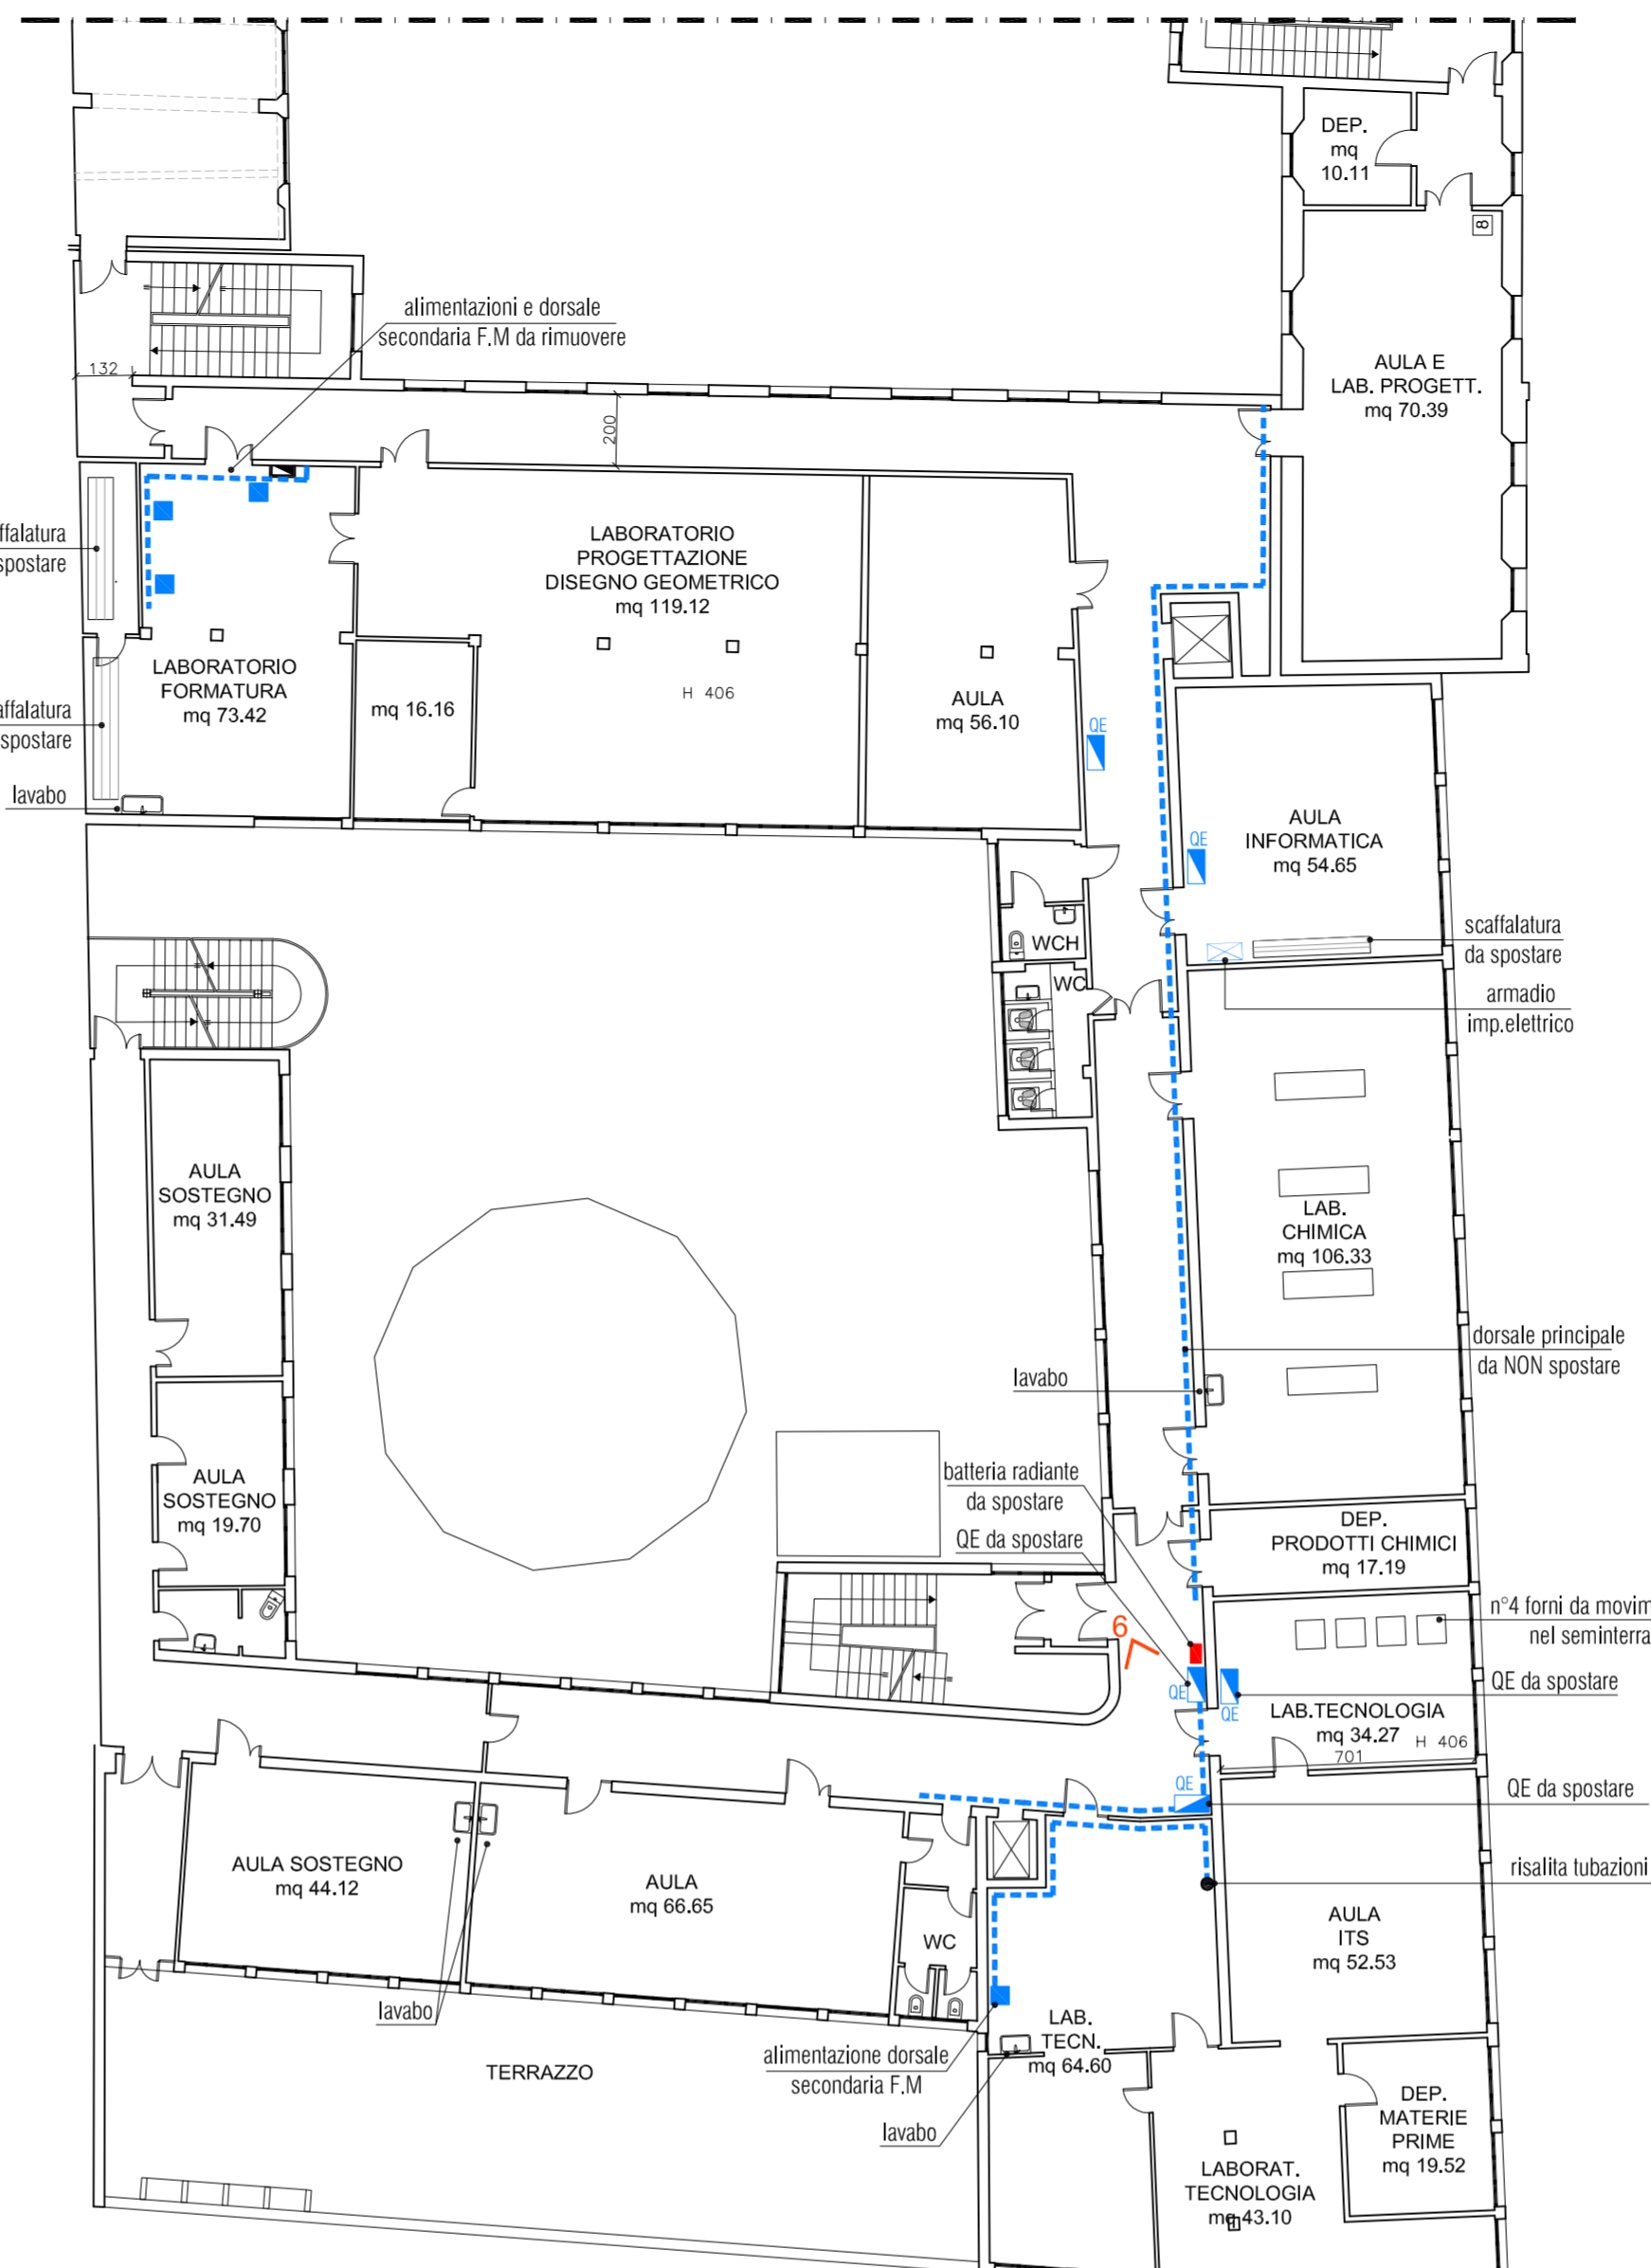 DEP.
mq
10.11
8
alimentazioni e dorsale
secondaria F.M da rimuovere
132
200
AULA E
LAB. PROGETT.
mq 70.39
ffalatura
spostare
LABORATORIO
PROGETTAZIONE
DISEGNO GEOMETRICO
mq 119.12
LABORATORIO
FORMATURA
mq 73.42
mq 16.16
H 406
AULA
mq 56.10
affalatura
spostare
QE
lavabo
QE
AULA
INFORMATICA
mq 54.65
WCH
WC
scaffalatura
da spostare
armadio
imp.elettrico
AULA
SOSTEGNO
mq 31.49
LAB.
CHIMICA
mq 106.33
dorsale principale
da NON spostare
lavabo
AULA
SOSTEGNO
mq 19.70
batteria radiante
da spostare
QE da spostare
DEP.
PRODOTTI CHIMICI
mq 17.19
6
n°4 forni da movim
nel seminterra
QE
QE
QE da spostare
LAB.TECNOLOGIA
mq 34.27
H 406
701
QE
QE da spostare
AULA SOSTEGNO
mq 44.12
AULA
mq 66.65
risalita tubazioni
WC
AULA
ITS
mq 52.53
lavabo
LAB.
TECN.
mq 64.60
alimentazione dorsale
secondaria F.M
TERRAZZO
lavabo
DEP.
MATERIE
PRIME
mq 19.52
LABORAT.
TECNOLOGIA
mq 43.10